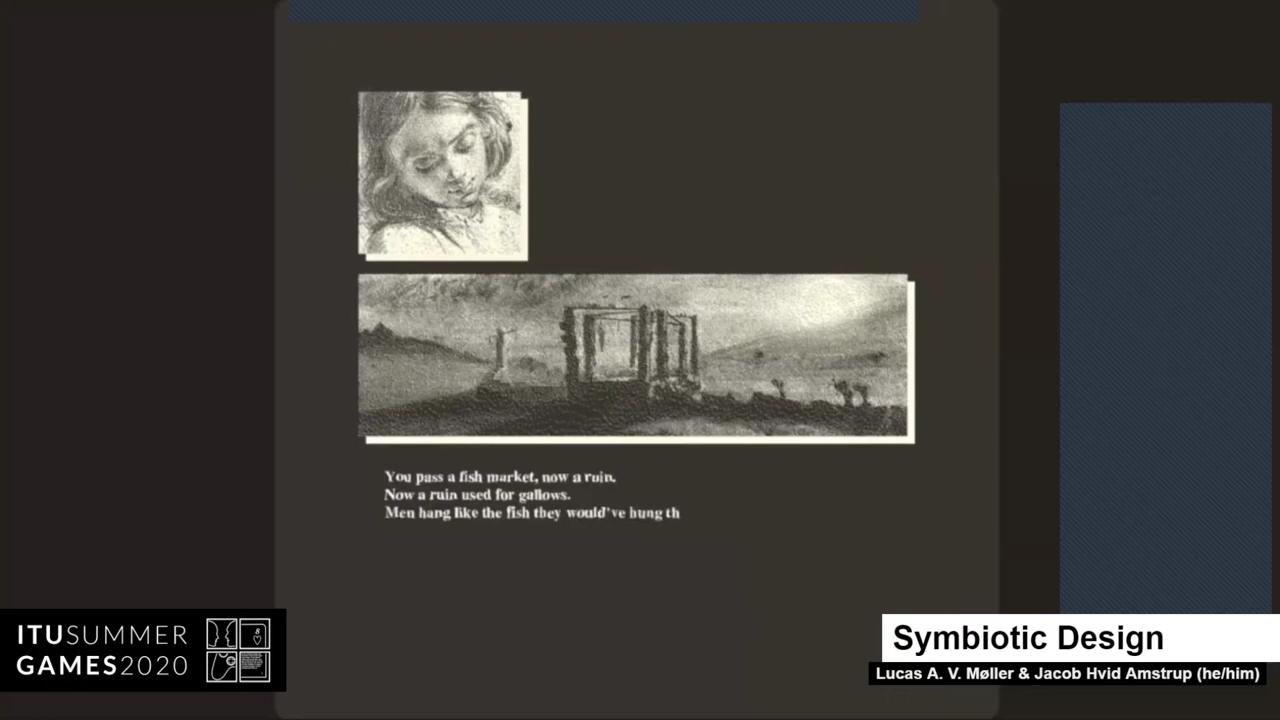 You pass a fish market, now a ruin.
Now a ruin used for gallows.
Men hang like the fish they would've hung th
ITUSUMMER
GAMES2020
Symbiotic Design
Lucas A. V. Møller & Jacob Hvid Amstrup (he/him)